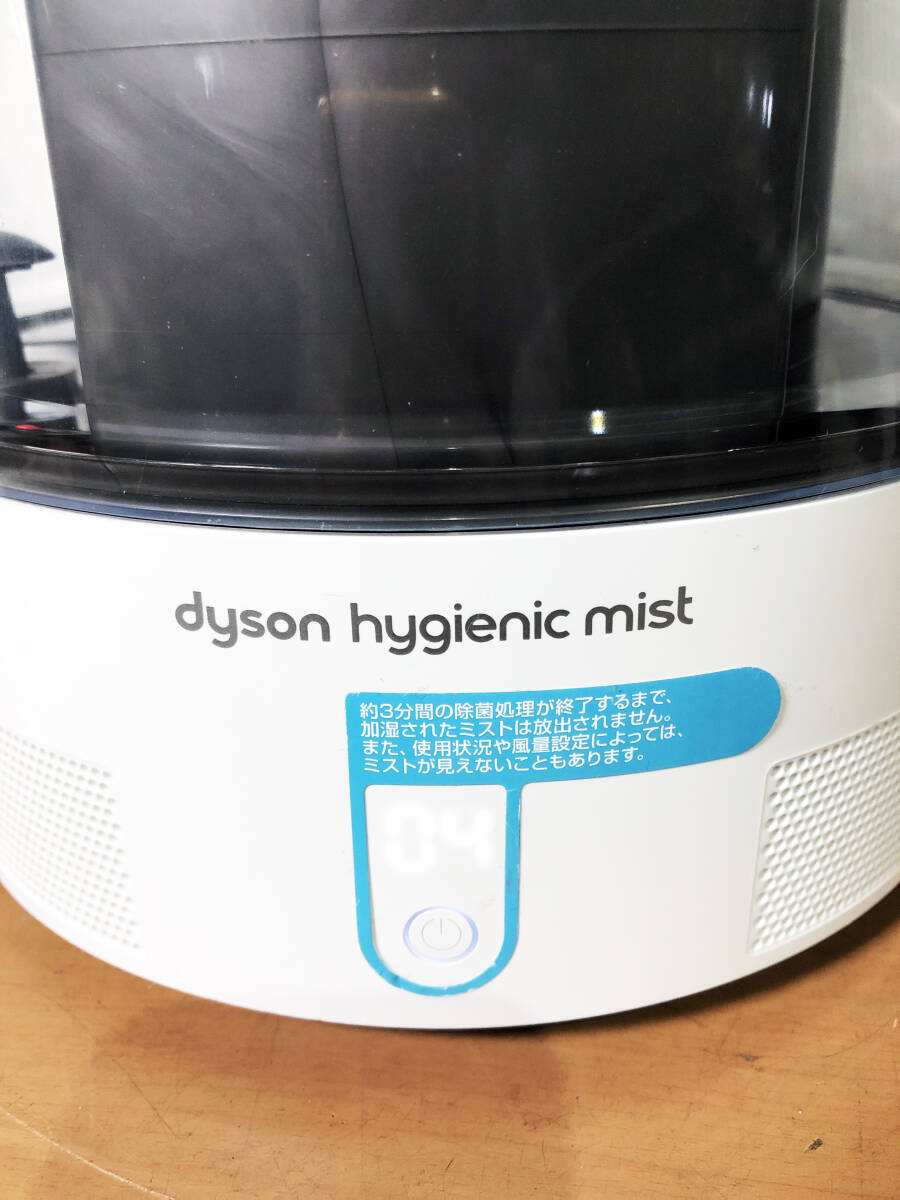 dyson hygienic mist
約3分間の除菌処理が終了するまで、
加湿されたミストは放出されません。
また、使用状況や風量設定によっては、
ミストが見えないこともあります。
04